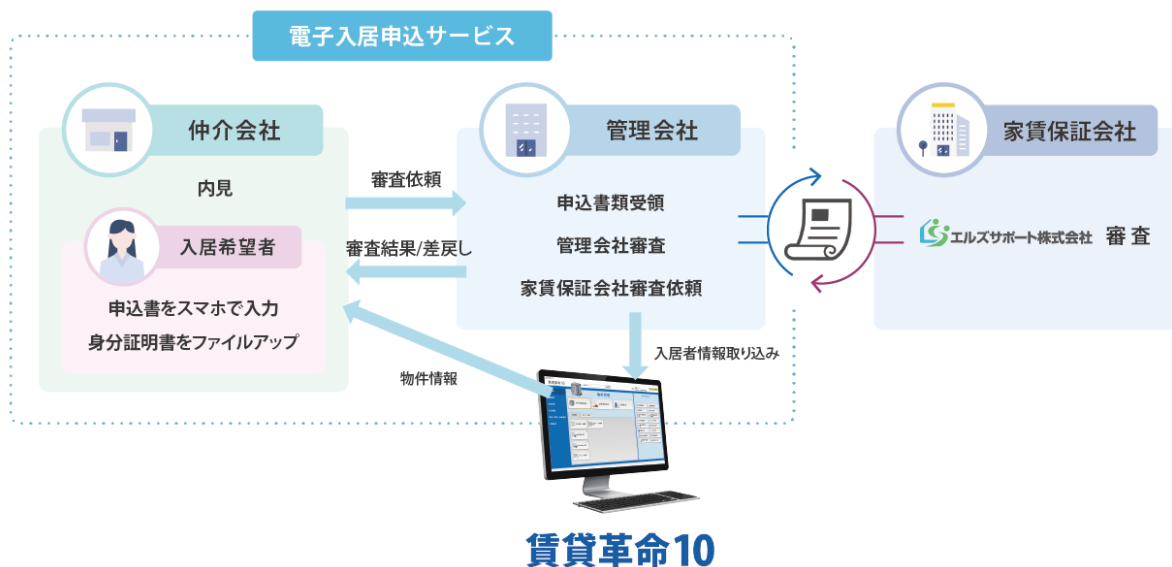 電子入居申込サービス
仲介会社
内見
入居希望者
申込書をスマホで入力
身分証明書をファイルアップ
審査依頼
審査結果/差戻し
物件情報
管理会社
申込書類受領
管理会社審査
家賃保証会社審査依頼
入居者情報取り込み
家賃保証会社
エルズサポート株式会社 審査
賃貸革命10